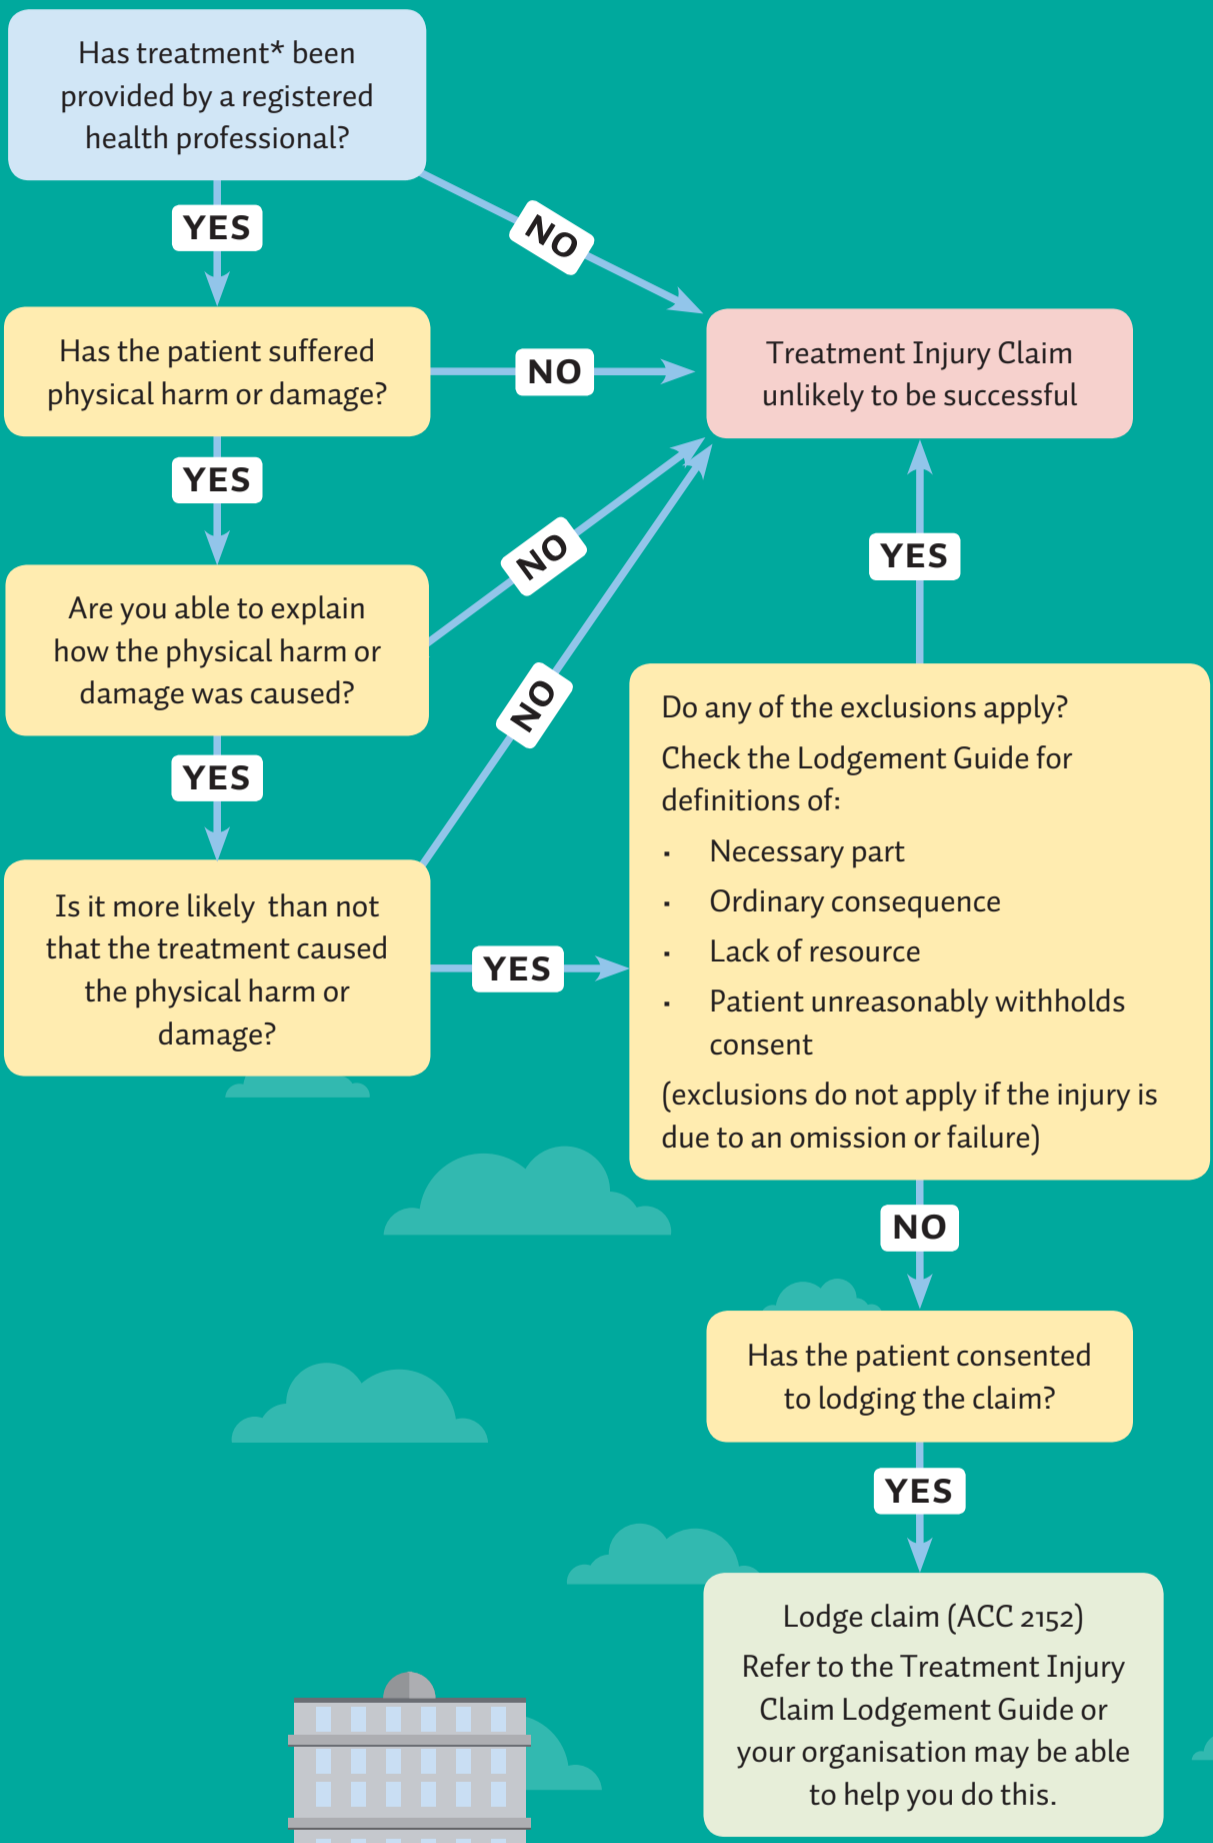 Has treatment* been
provided by a registered
health professional?
YES
NO
Has the patient suffered
physical harm or damage?
NO
Treatment Injury Claim
unlikely to be successful
YES
Are you able to explain
how the physical harm or
damage was caused?
NO
YES
Is it more likely than not
that the treatment caused
the physical harm or
damage?
NO
YES
Do any of the exclusions apply?
Check the Lodgement Guide for
definitions of:
· Necessary part
· Ordinary consequence
· Lack of resource
· Patient unreasonably withholds
consent
(exclusions do not apply if the injury is
due to an omission or failure)
YES
NO
Has the patient consented
to lodging the claim?
YES
Lodge claim (ACC 2152)
Refer to the Treatment Injury
Claim Lodgement Guide or
your organisation may be able
to help you do this.